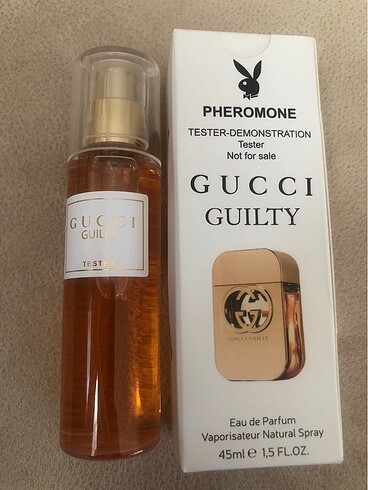 GUCCI
GUILTY
TESTER
PHEROMONE
TESTER-DEMONSTRATION
Tester
Not for sale
GUCCI
GUILTY
Eau de Parfum
Vaporisateur Natural Spray
45ml e 1,5 FL.OZ.